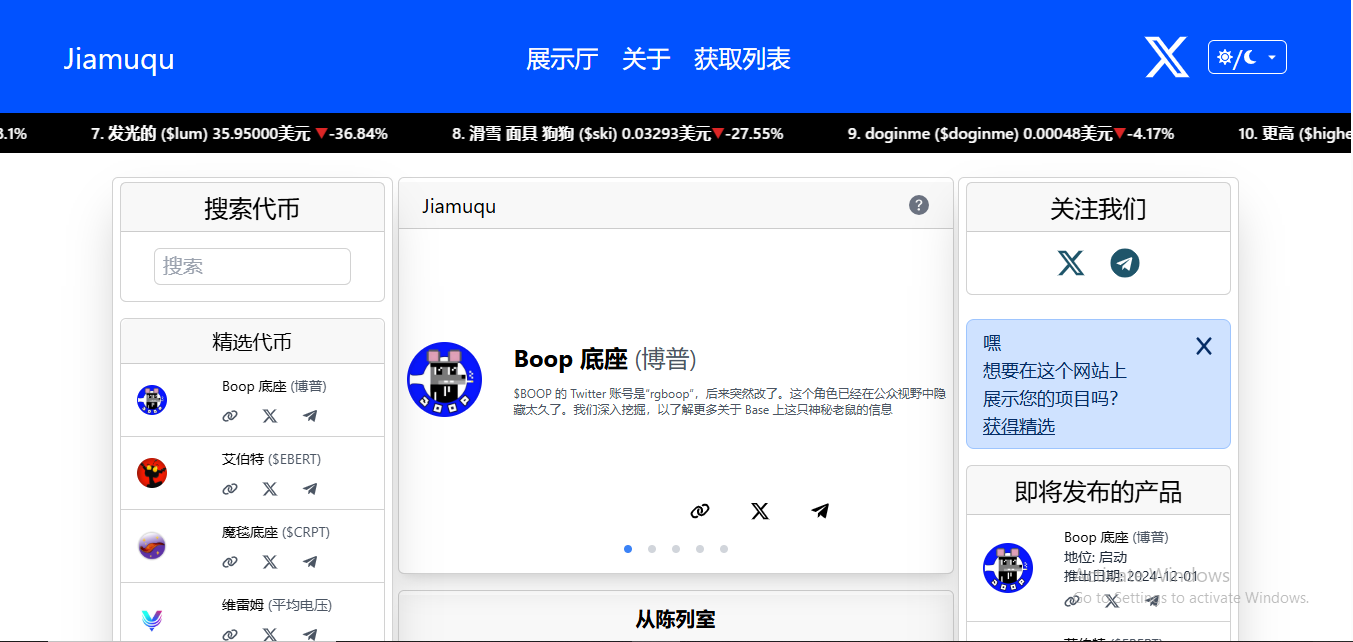 Jiamuqu
展示厅 关于 获取列表
3.1% 7. 发光的 ($lum) 35.95000美元 ▼-36.84% 8. 滑雪 面具 狗狗 ($ski) 0.03293美元▼-27.55% 9. doginme ($doginme) 0.00048美元▼-4.17% 10. 更高 ($highe
搜索代币
搜索
精选代币
Boop 底座 (博普)
艾伯特 ($EBERT)
魔毯底座 ($CRPT)
维雷姆 (平均电压)
Jiamuqu
?
Boop 底座 (博普)
$BOOP 的 Twitter 账号是“rgboop”，后来突然改了。这个角色已经在公众视野中隐
藏太久了。我们深入挖掘，以了解更多关于 Base 上这只神秘老鼠的信息
从陈列室
关注我们
嘿
想要在这个网站上
展示您的项目吗？
获得精选
即将发布的产品
Boop 底座 (博普)
地位: 启动
推出日期: 2024-12-01
Activate Windows
Go to Settings to activate Windows.